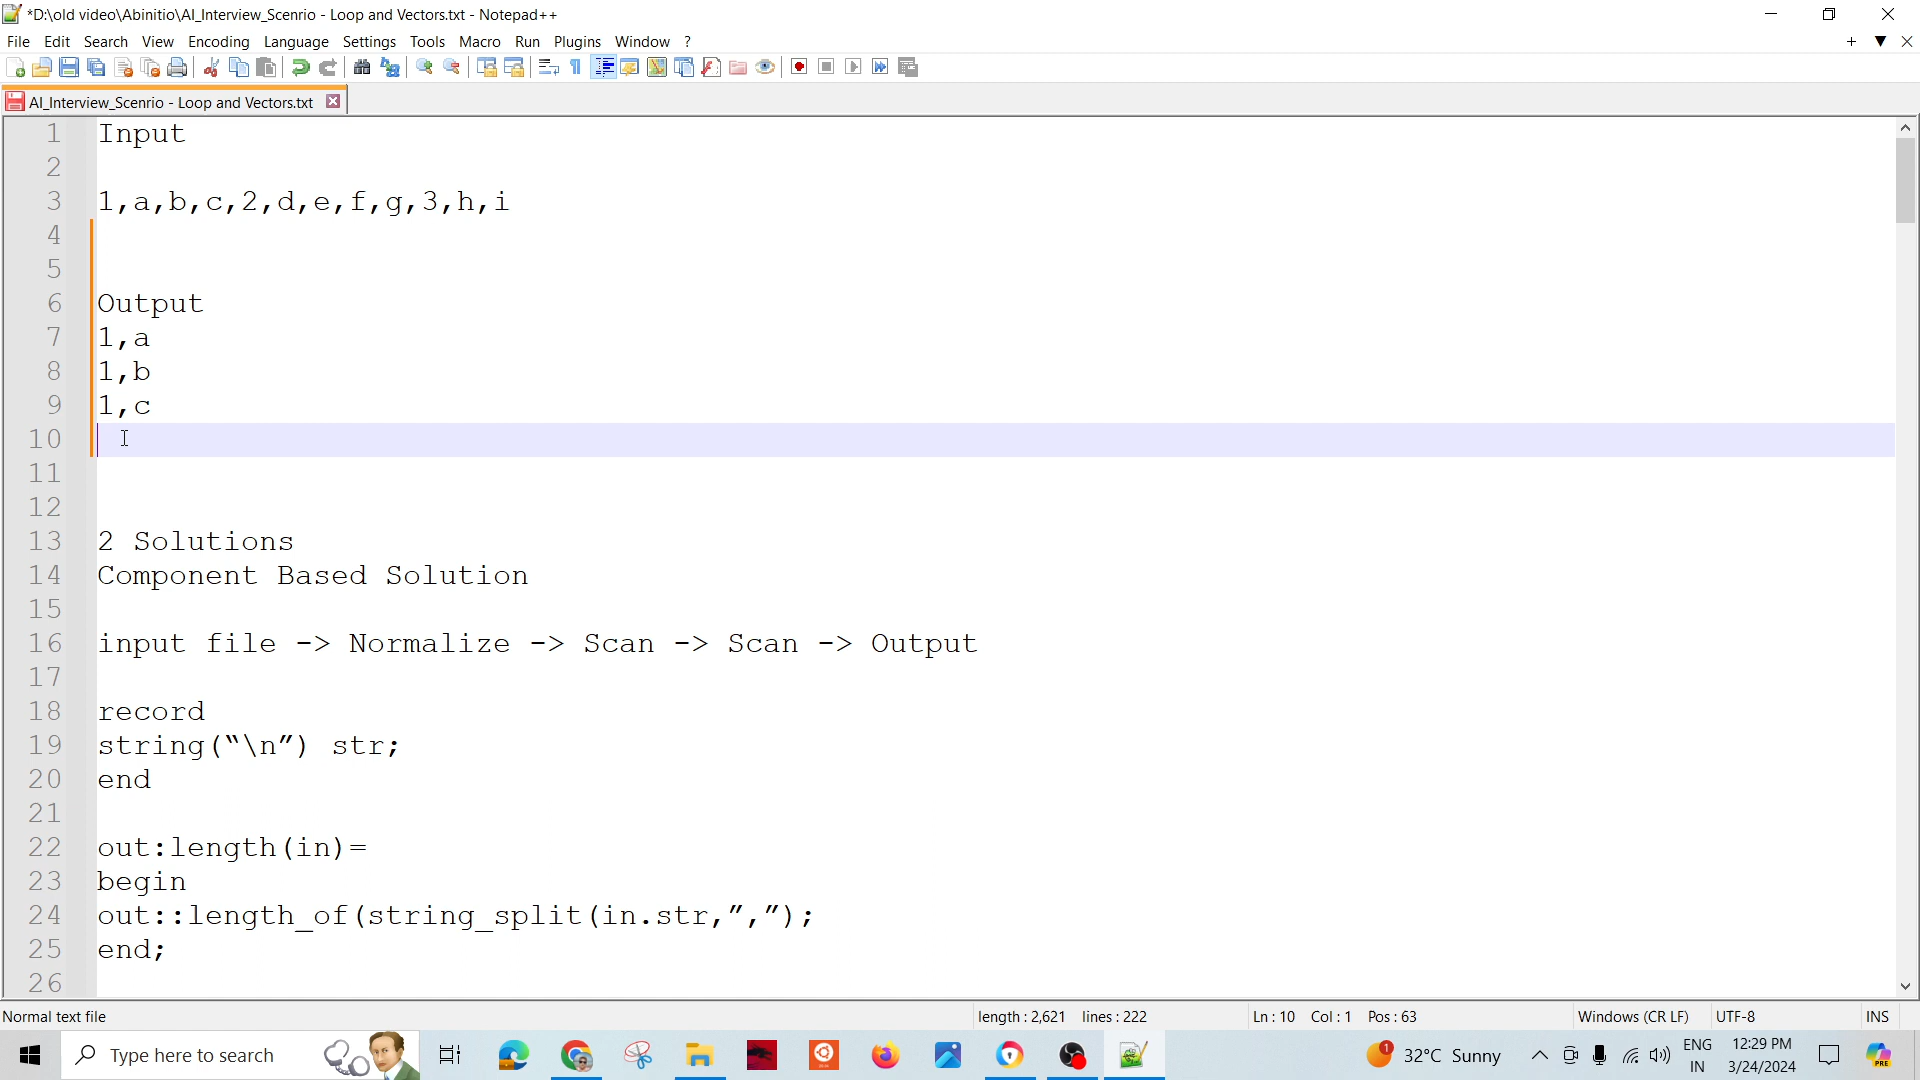 *D:\old video\Abinitio\AI_Interview_Scenrio - Loop and Vectors.txt - Notepad++
File Edit Search View Encoding Language Settings Tools Macro Run Plugins Window ?
AI_Interview_Scenrio - Loop and Vectors.txt
1 Input
2
3 1,a,b,c,2,d,e,f,g,3,h,i
4
5
6 Output
7 1,a
8 1,b
9 1,c
10
11
12
13 2 Solutions
14 Component Based Solution
15
16 input file -> Normalize -> Scan -> Scan -> Output
17
18 record
19 string(“\n”) str;
20 end
21
22 out:length(in)=
23 begin
24 out::length_of(string_split(in.str,”,”);
25 end;
26
Normal text file length : 2,621 lines : 222 Ln : 10 Col : 1 Pos : 63 Windows (CR LF) UTF-8 INS
Type here to search 1 32°C Sunny ENG IN 12:29 PM 3/24/2024 PRE